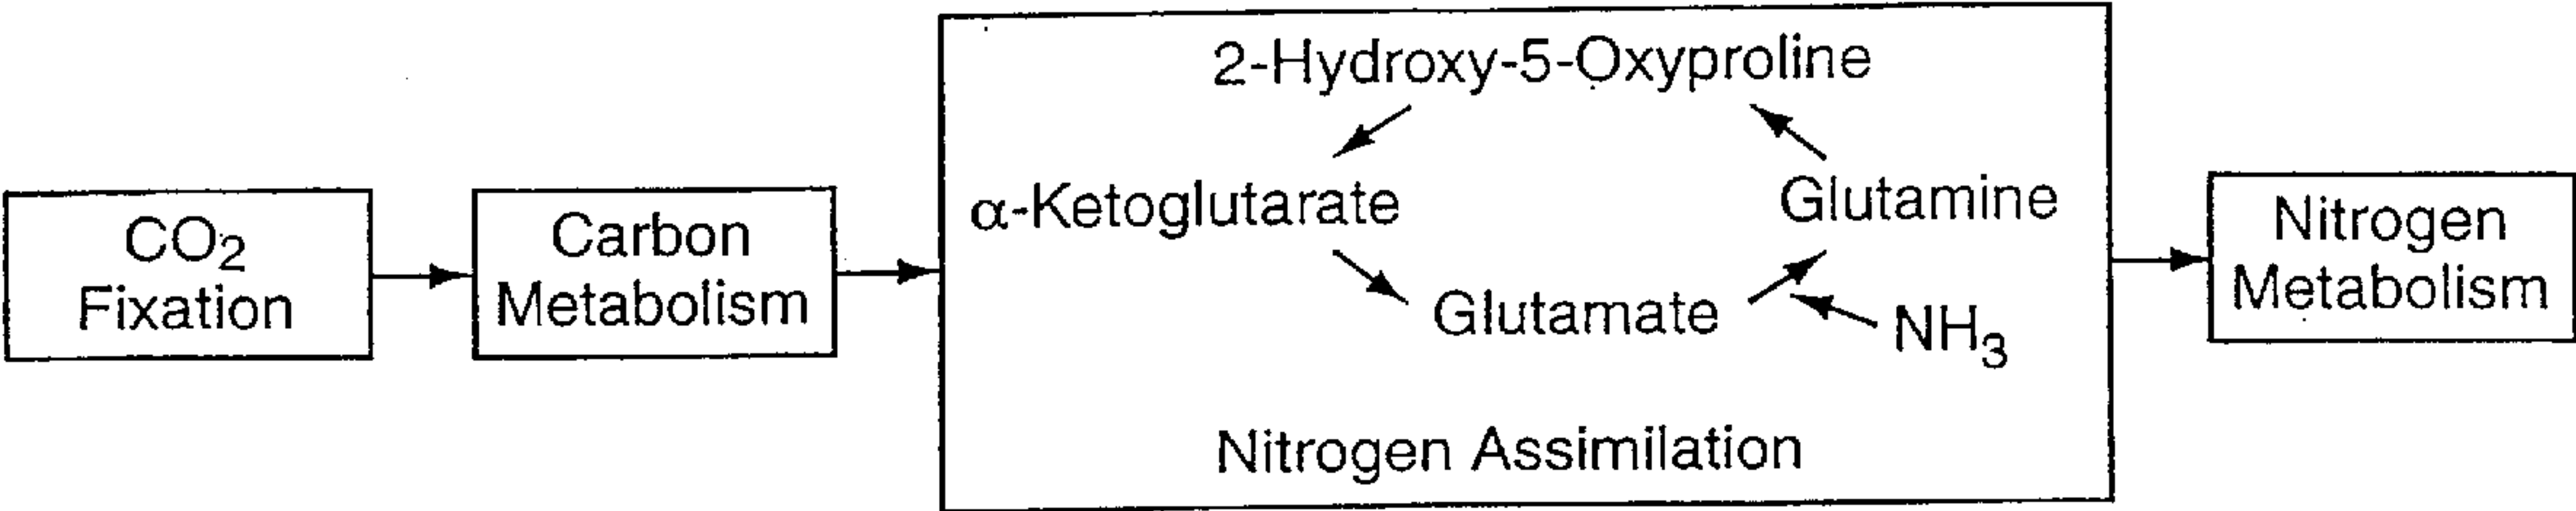 CO₂
Fixation
Carbon
Metabolism
2-Hydroxy-5-Oxyproline
α-Ketoglutarate
Glutamine
Glutamate
NH₃
Nitrogen Assimilation
Nitrogen
Metabolism